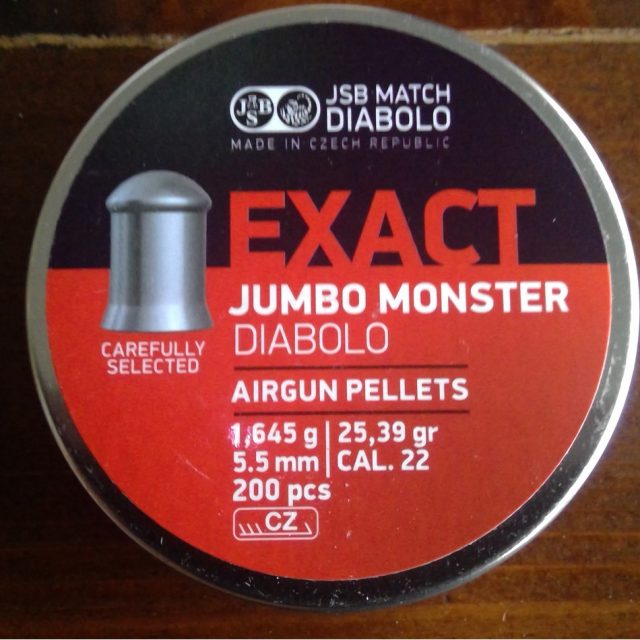 JSB
JSB MATCH
DIABOLO
MADE IN CZECH REPUBLIC
EXACT
JUMBO MONSTER
DIABOLO
CAREFULLY
SELECTED
AIRGUN PELLETS
1,645 g | 25,39 gr
5.5 mm | CAL. 22
200 pcs
CZ